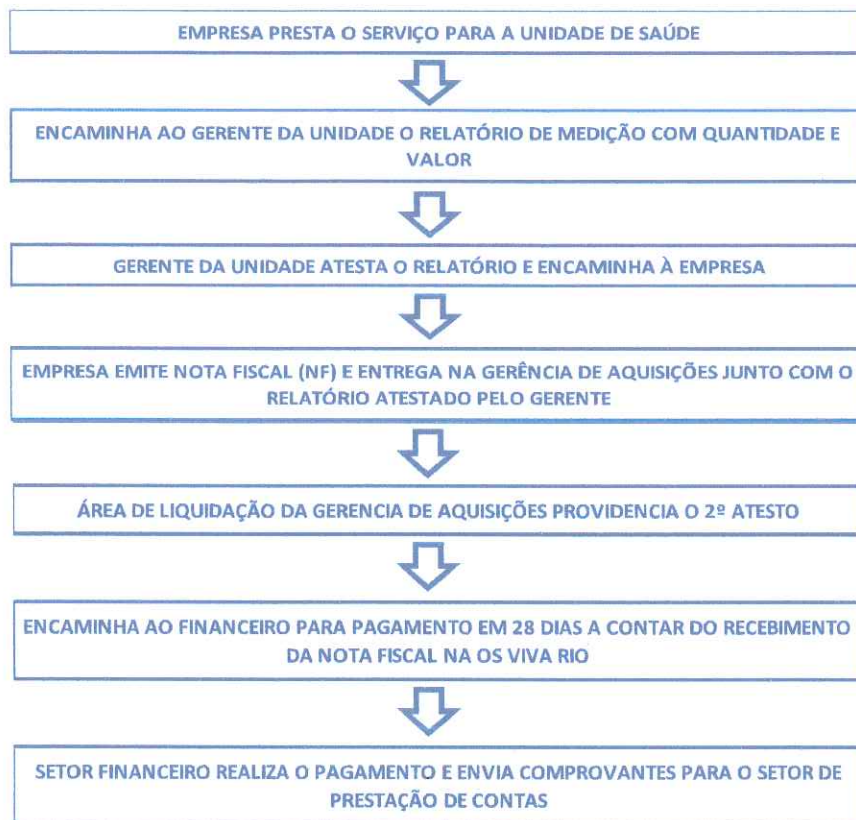 EMPRESA PRESTA O SERVIÇO PARA A UNIDADE DE SAÚDE
ENCAMINHA AO GERENTE DA UNIDADE O RELATÓRIO DE MEDIÇÃO COM QUANTIDADE E
VALOR
GERENTE DA UNIDADE ATESTA O RELATÓRIO E ENCAMINHA À EMPRESA
EMPRESA EMITE NOTA FISCAL (NF) E ENTREGA NA GERÊNCIA DE AQUISIÇÕES JUNTO COM O
RELATÓRIO ATESTADO PELO GERENTE
ÁREA DE LIQUIDAÇÃO DA GERENCIA DE AQUISIÇÕES PROVIDENCIA O 2º ATESTO
ENCAMINHA AO FINANCEIRO PARA PAGAMENTO EM 28 DIAS A CONTAR DO RECEBIMENTO
DA NOTA FISCAL NA OS VIVA RIO
SETOR FINANCEIRO REALIZA O PAGAMENTO E ENVIA COMPROVANTES PARA O SETOR DE
PRESTAÇÃO DE CONTAS